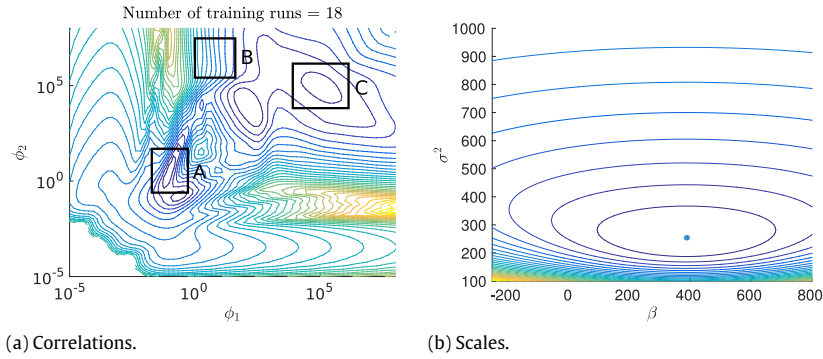 Number of training runs = 18
10^5
10^0
10^-5
ϕ2
A
B
C
10^-5
10^0
10^5
ϕ1
(a) Correlations.
1000
900
800
700
600
500
400
300
200
100
σ^2
-200
0
200
400
600
800
β
(b) Scales.